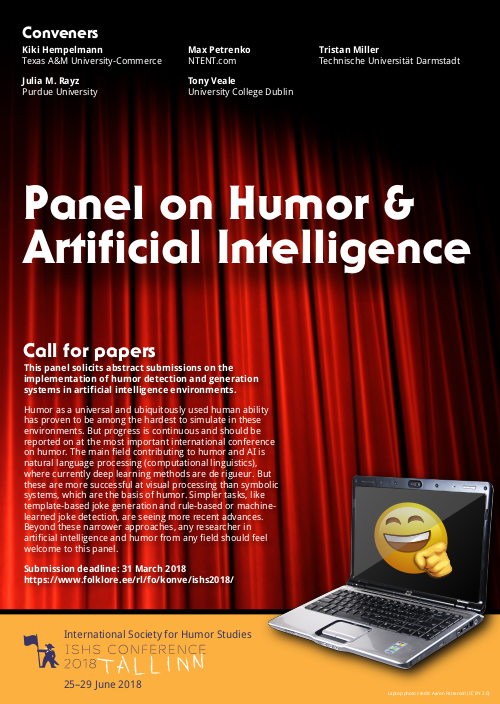 Conveners
Kiki Hempelmann
Texas A&M University-Commerce
Max Petrenko
NTENT.com
Tristan Miller
Technische Universität Darmstadt
Julia M. Rayz
Purdue University
Tony Veale
University College Dublin
Panel on Humor &
Artificial Intelligence
Call for papers
This panel solicits abstract submissions on the
implementation of humor detection and generation
systems in artificial intelligence environments.
Humor as a universal and ubiquitously used human ability
has proven to be among the hardest to simulate in these
environments. But progress is continuous and should be
reported on at the most important international conference
on humor. The main field contributing to humor and AI is
natural language processing (computational linguistics),
where currently deep learning methods are de rigueur. But
these are more successful at visual processing than symbolic
systems, which are the basis of humor. Simpler tasks, like
template-based joke generation and rule-based or machine-
learned joke detection, are seeing more recent advances.
Beyond these narrower approaches, any researcher in
artificial intelligence and humor from any field should feel
welcome to this panel.
Submission deadline: 31 March 2018
https://www.folklore.ee/rl/fo/konve/ishs2018/
International Society for Humor Studies
ISHS CONFERENCE
2018 TALLINN
25–29 June 2018